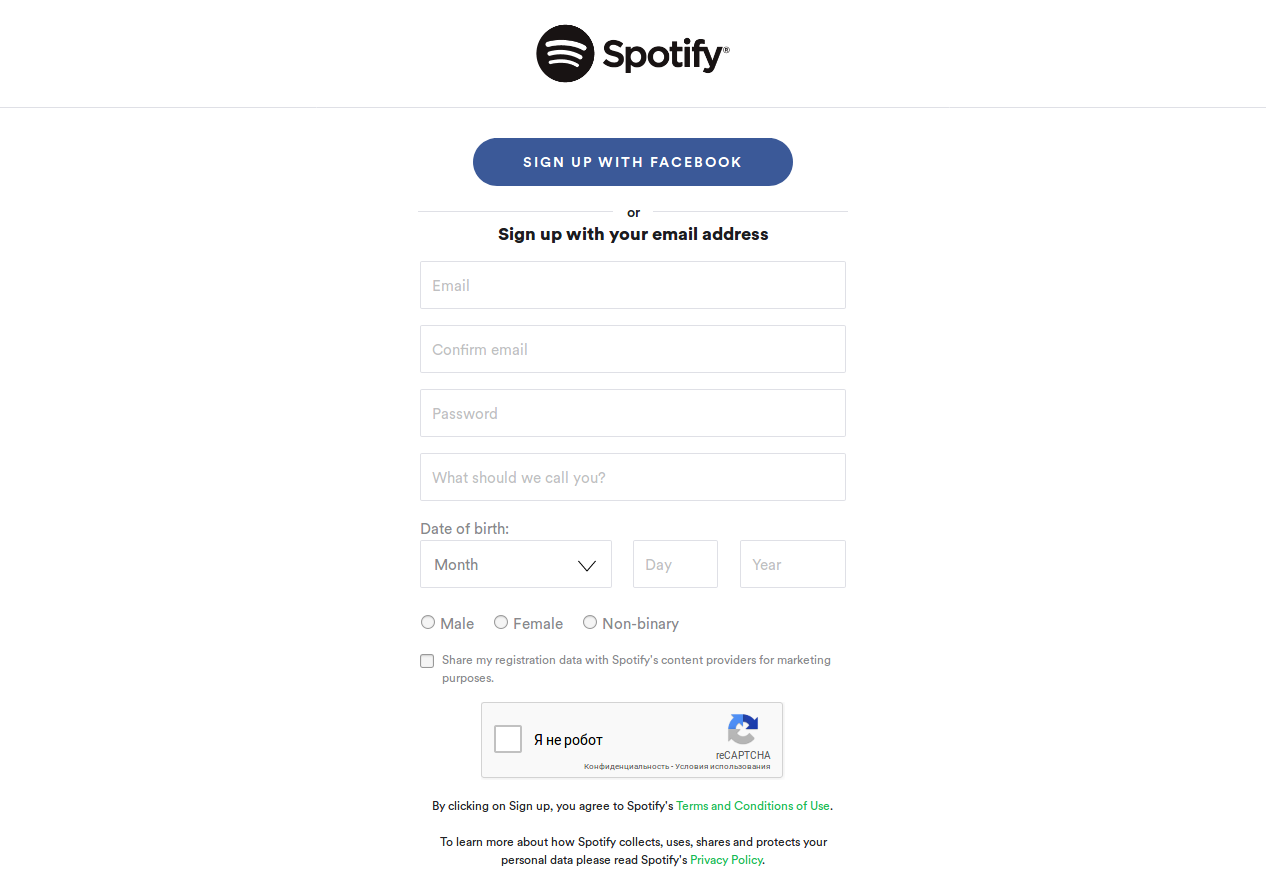 Spotify®
SIGN UP WITH FACEBOOK
or
Sign up with your email address
Email
Confirm email
Password
What should we call you?
Date of birth:
Month Day Year
Male Female Non-binary
Share my registration data with Spotify's content providers for marketing
purposes.
Я не робот
reCAPTCHA
Конфиденциальность - Условия использования
By clicking on Sign up, you agree to Spotify's Terms and Conditions of Use.
To learn more about how Spotify collects, uses, shares and protects your
personal data please read Spotify's Privacy Policy.